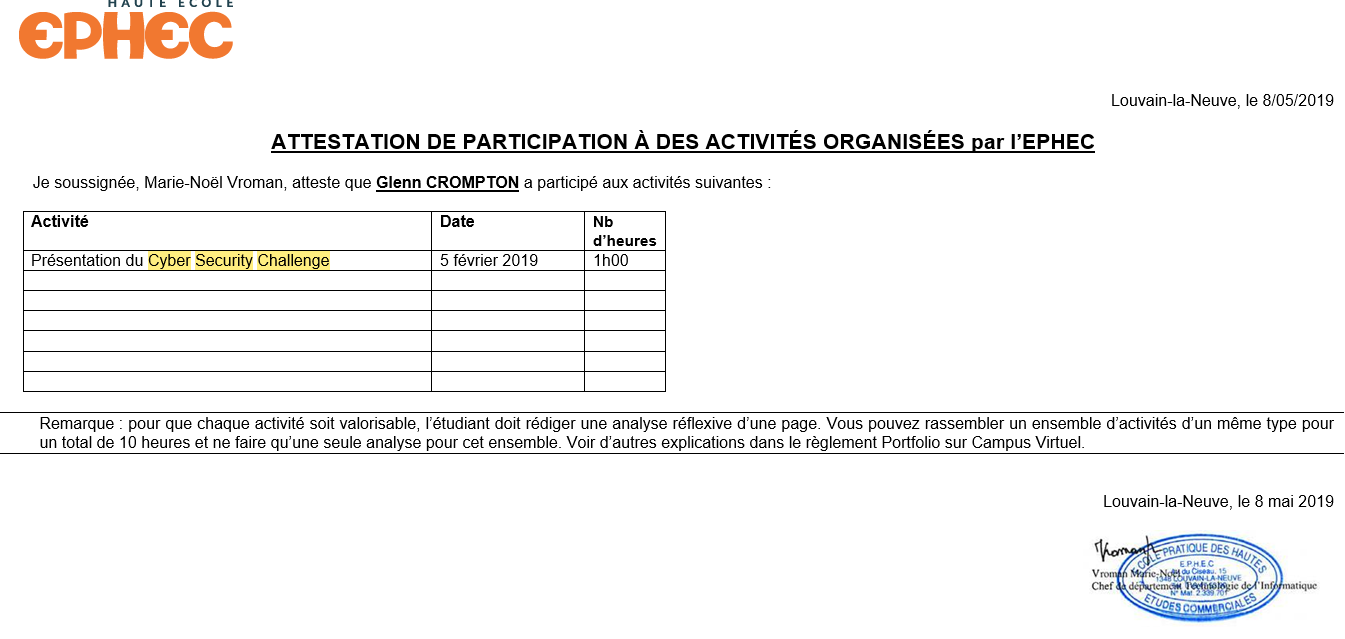 HAUTE ECOLE
EPHEC
Louvain-la-Neuve, le 8/05/2019
ATTESTATION DE PARTICIPATION À DES ACTIVITÉS ORGANISÉES par l’EPHEC
Je soussignée, Marie-Noël Vroman, atteste que Glenn CROMPTON a participé aux activités suivantes :
Activité Date Nb
d’heures
Présentation du Cyber Security Challenge 5 février 2019 1h00
Remarque : pour que chaque activité soit valorisable, l’étudiant doit rédiger une analyse réflexive d’une page. Vous pouvez rassembler un ensemble d’activités d’un même type pour
un total de 10 heures et ne faire qu’une seule analyse pour cet ensemble. Voir d’autres explications dans le règlement Portfolio sur Campus Virtuel.
Louvain-la-Neuve, le 8 mai 2019
ECOLE PRATIQUE DES HAUTES
E.P.H.E.C
du Ciseau, 15
Vroman Marie-Noël
1348 LOUVAIN-LA-NEUVE
Chef de département Technologie de l’Informatique
N° Mat. 2.339.701
ETUDES COMMERCIALES